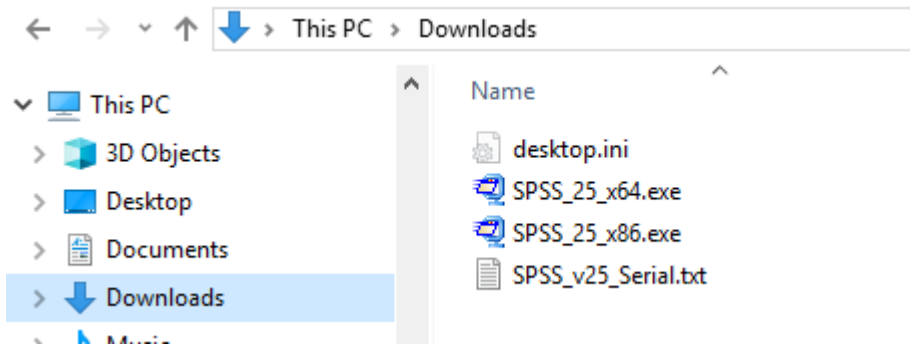 This PC > Downloads
This PC
3D Objects
Desktop
Documents
Downloads
Music
Name
desktop.ini
SPSS_25_x64.exe
SPSS_25_x86.exe
SPSS_v25_Serial.txt